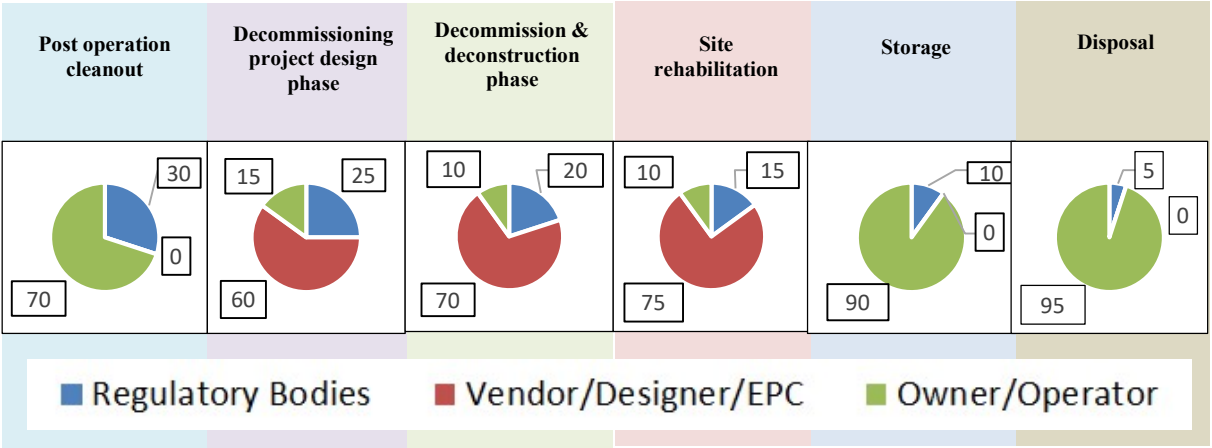 Post operation
cleanout
Decommissioning
project design
phase
Decommission &
deconstruction
phase
Site
rehabilitation
Storage
Disposal
30
0
70
15
25
60
10
20
70
10
15
75
10
0
90
5
0
95
Regulatory Bodies
Vendor/Designer/EPC
Owner/Operator